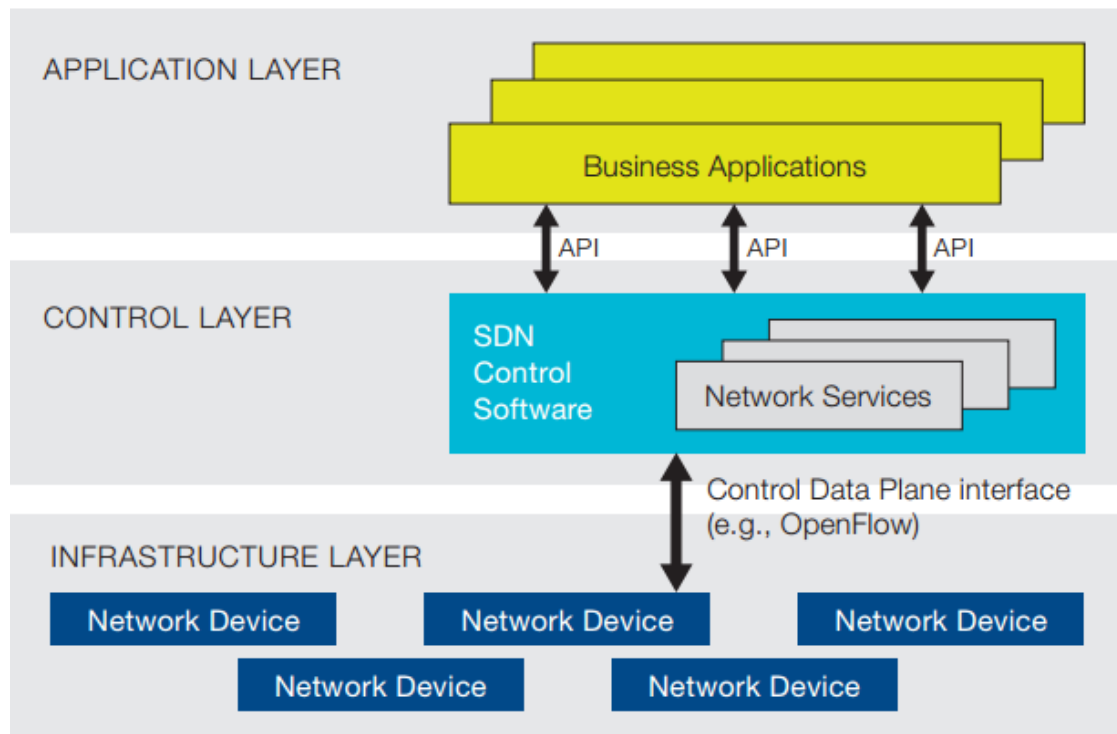 APPLICATION LAYER
Business Applications
API
API
API
CONTROL LAYER
SDN
Control
Software
Network Services
Control Data Plane interface
(e.g., OpenFlow)
INFRASTRUCTURE LAYER
Network Device
Network Device
Network Device
Network Device
Network Device